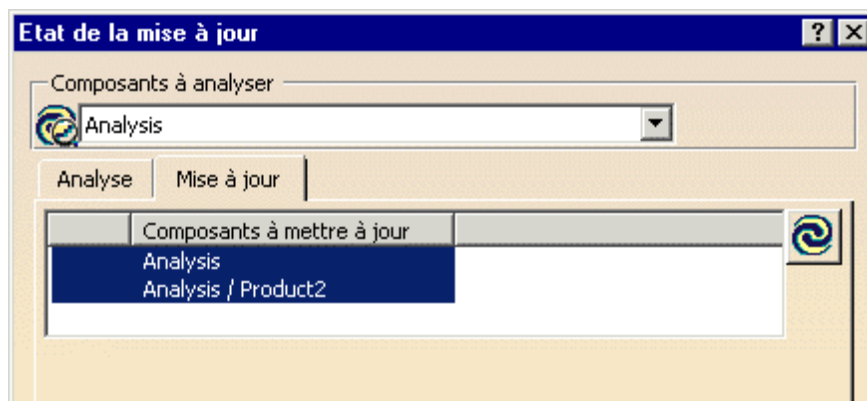 Etat de la mise à jour
Composants à analyser
Analysis
Analyse Mise à jour
Composants à mettre à jour
Analysis
Analysis / Product2